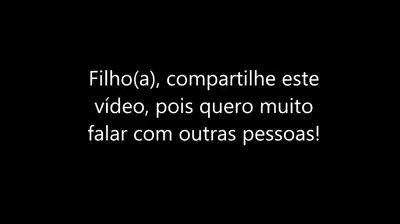 Filho(a), compartilhe este
vídeo, pois quero muito
falar com outras pessoas!